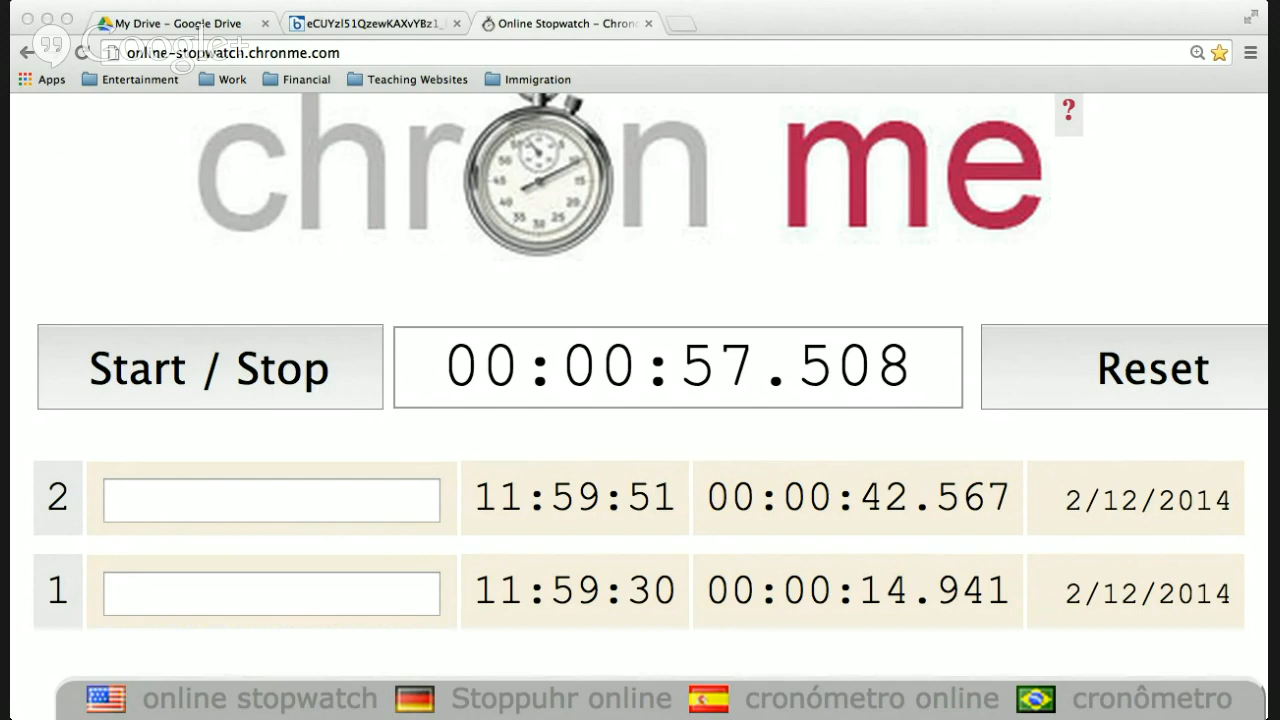 My Drive – Google Drive
eCUYzl51QzewKAXvYBz1_
Online Stopwatch – Chron
Google+
online-stopwatch.chronme.com
Apps Entertainment Work Financial Teaching Websites Immigration
chron me ?
Start / Stop 00:00:57.508 Reset
2 11:59:51 00:00:42.567 2/12/2014
1 11:59:30 00:00:14.941 2/12/2014
online stopwatch Stoppuhr online cronómetro online cronômetro